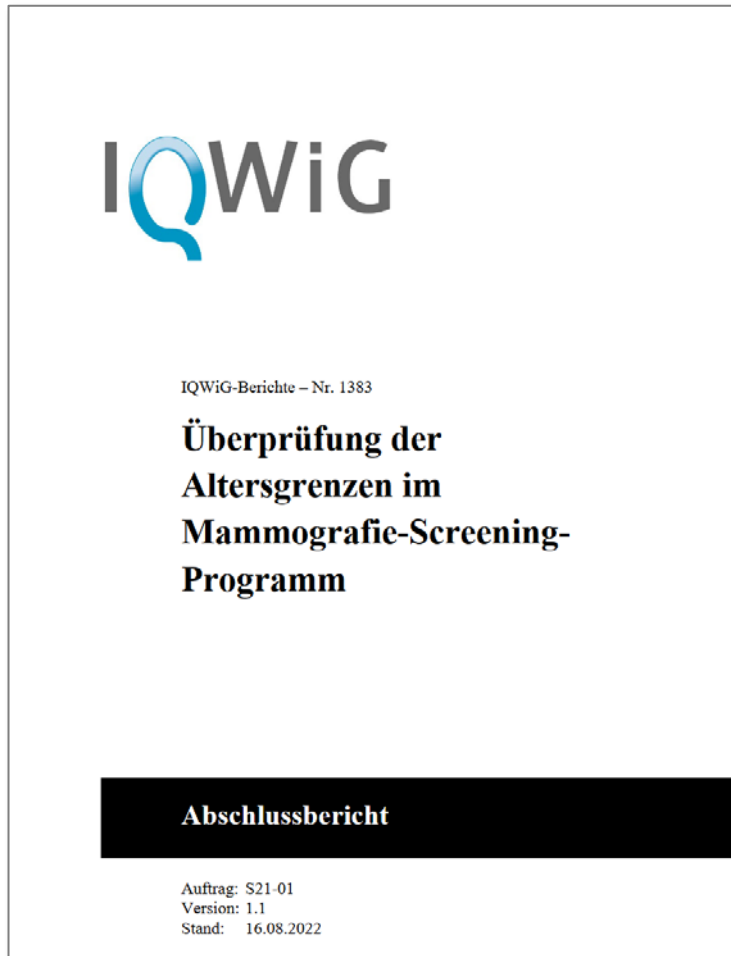 IQWiG
IQWiG-Berichte – Nr. 1383
Überprüfung der
Altersgrenzen im
Mammografie-Screening-
Programm
Abschlussbericht
Auftrag: S21-01
Version: 1.1
Stand: 16.08.2022